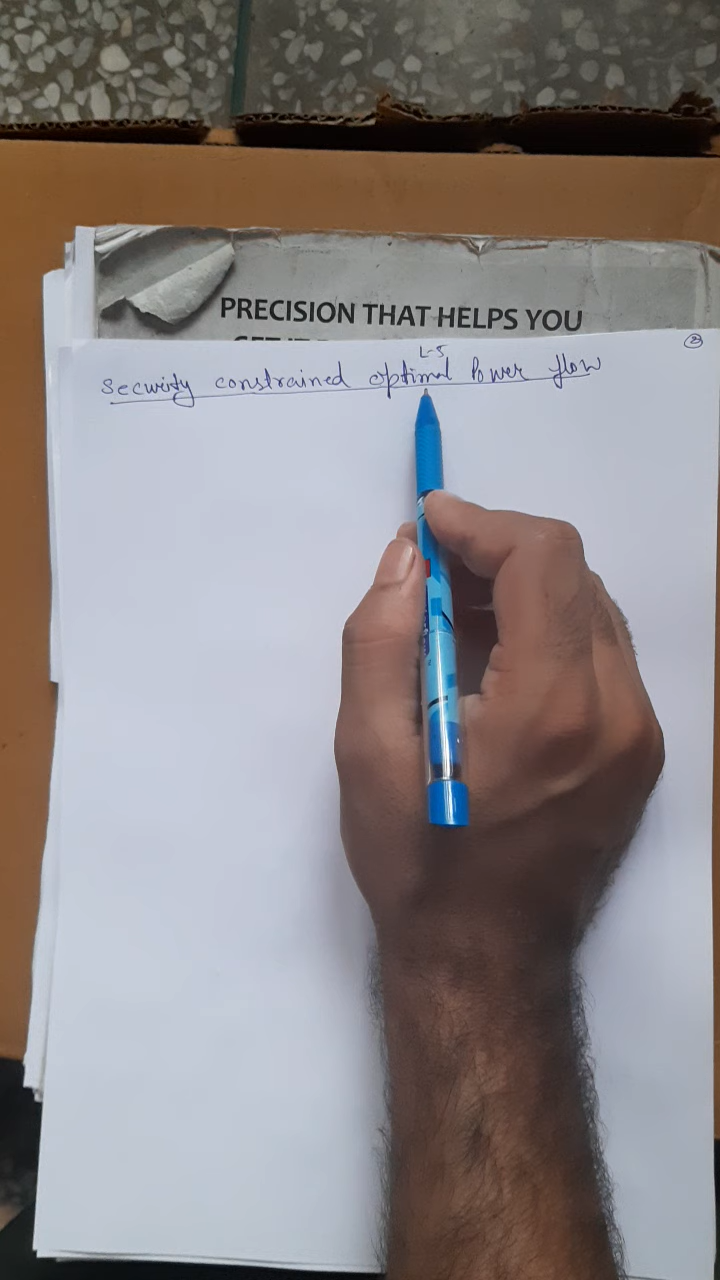 PRECISION THAT HELPS YOU
L-5
②
Security constrained optimal Power flow